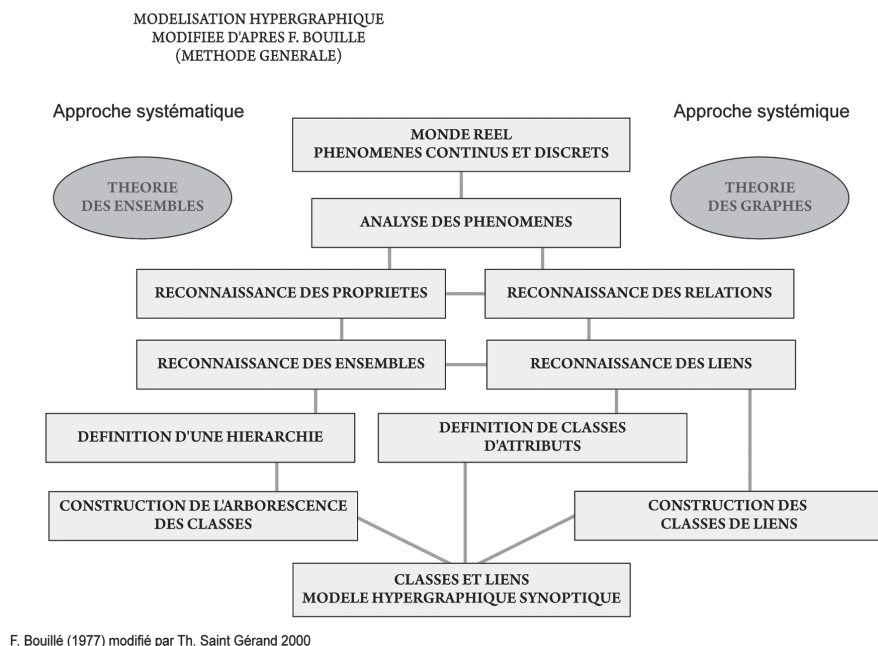 MODELISATION HYPERGRAPHIQUE
MODIFIEE D'APRES F. BOUILLE
(METHODE GENERALE)
Approche systématique
Approche systémique
MONDE REEL
PHENOMENES CONTINUS ET DISCRETS
THEORIE
DES ENSEMBLES
THEORIE
DES GRAPHES
ANALYSE DES PHENOMENES
RECONNAISSANCE DES PROPRIETES
RECONNAISSANCE DES RELATIONS
RECONNAISSANCE DES ENSEMBLES
RECONNAISSANCE DES LIENS
DEFINITION D'UNE HIERARCHIE
DEFINITION DE CLASSES
D'ATTRIBUTS
CONSTRUCTION DE L'ARBORESCENCE
DES CLASSES
CONSTRUCTION DES
CLASSES DE LIENS
CLASSES ET LIENS
MODELE HYPERGRAPHIQUE SYNOPTIQUE
F. Bouillé (1977) modifié par Th. Saint Gérand 2000